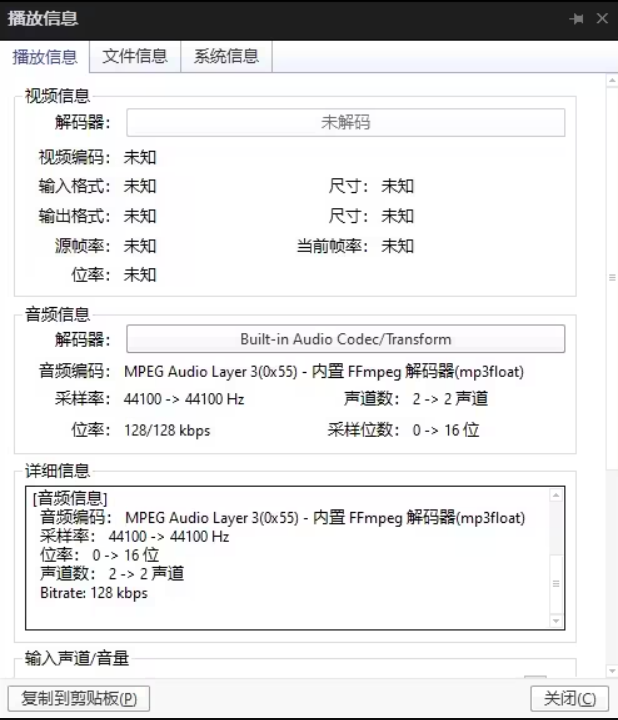 播放信息
播放信息 文件信息 系统信息
视频信息
解码器： 未解码
视频编码： 未知
输入格式： 未知 尺寸： 未知
输出格式： 未知 尺寸： 未知
源帧率： 未知 当前帧率： 未知
位率： 未知
音频信息
解码器： Built-in Audio Codec/Transform
音频编码： MPEG Audio Layer 3(0x55) - 内置 FFmpeg 解码器(mp3float)
采样率： 44100 -> 44100 Hz 声道数： 2 -> 2 声道
位率： 128/128 kbps 采样位数： 0 -> 16 位
详细信息
[音频信息]
音频编码： MPEG Audio Layer 3(0x55) - 内置 FFmpeg 解码器(mp3float)
采样率： 44100 -> 44100 Hz
位率： 0 -> 16 位
声道数： 2 -> 2 声道
Bitrate: 128 kbps
输入声道/音量
复制到剪贴板(P) 关闭(C)